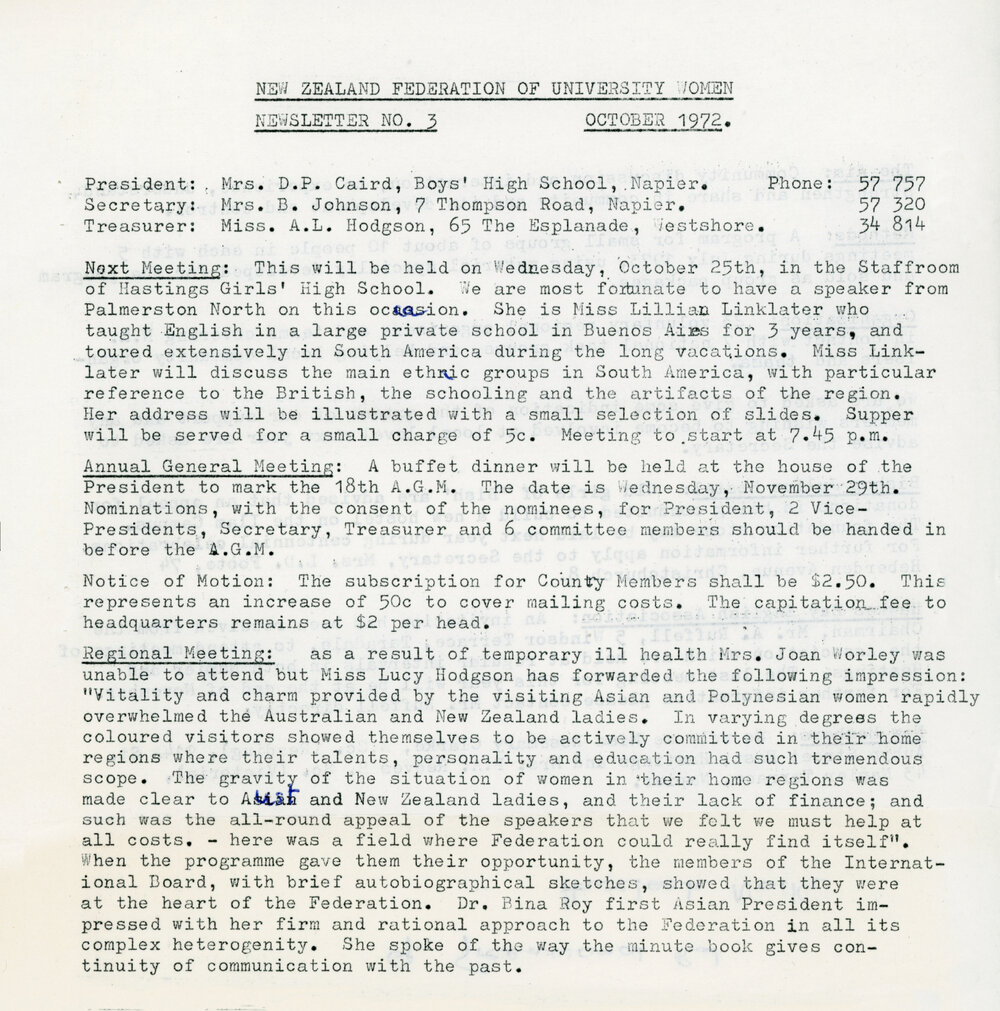 NEW ZEALAND FEDERATION OF UNIVERSITY WOMEN
NEWSLETTER NO. 3 OCTOBER 1972.
President: Mrs. D.P. Caird, Boys' High School, Napier. Phone: 57 757
Secretary: Mrs. B. Johnson, 7 Thompson Road, Napier. 57 320
Treasurer: Miss. A.L. Hodgson, 65 The Esplanade, Westshore. 34 814
Next Meeting: This will be held on Wednesday, October 25th, in the Staffroom
of Hastings Girls' High School. We are most fortunate to have a speaker from
Palmerston North on this occasion. She is Miss Lillian Linklater who
taught English in a large private school in Buenos Aires for 3 years, and
toured extensively in South America during the long vacations. Miss Link-
later will discuss the main ethnic groups in South America, with particular
reference to the British, the schooling and the artifacts of the region.
Her address will be illustrated with a small selection of slides. Supper
will be served for a small charge of 5c. Meeting to start at 7.45 p.m.
Annual General Meeting: A buffet dinner will be held at the house of the
President to mark the 18th A.G.M. The date is Wednesday, November 29th.
Nominations, with the consent of the nominees, for President, 2 Vice-
Presidents, Secretary, Treasurer and 6 committee members should be handed in
before the A.G.M.
Notice of Motion: The subscription for County Members shall be $2.50. This
represents an increase of 50c to cover mailing costs. The capitation fee to
headquarters remains at $2 per head.
Regional Meeting: as a result of temporary ill health Mrs. Joan Worley was
unable to attend but Miss Lucy Hodgson has forwarded the following impression:
"Vitality and charm provided by the visiting Asian and Polynesian women rapidly
overwhelmed the Australian and New Zealand ladies. In varying degrees the
coloured visitors showed themselves to be actively committed in their home
regions where their talents, personality and education had such tremendous
scope. The gravity of the situation of women in their home regions was
made clear to Aust and New Zealand ladies, and their lack of finance; and
such was the all-round appeal of the speakers that we felt we must help at
all costs. - here was a field where Federation could really find itself".
When the programme gave them their opportunity, the members of the Internat-
ional Board, with brief autobiographical sketches, showed that they were
at the heart of the Federation. Dr. Bina Roy first Asian President im-
pressed with her firm and rational approach to the Federation in all its
complex heterogenity. She spoke of the way the minute book gives con-
tinuity of communication with the past.